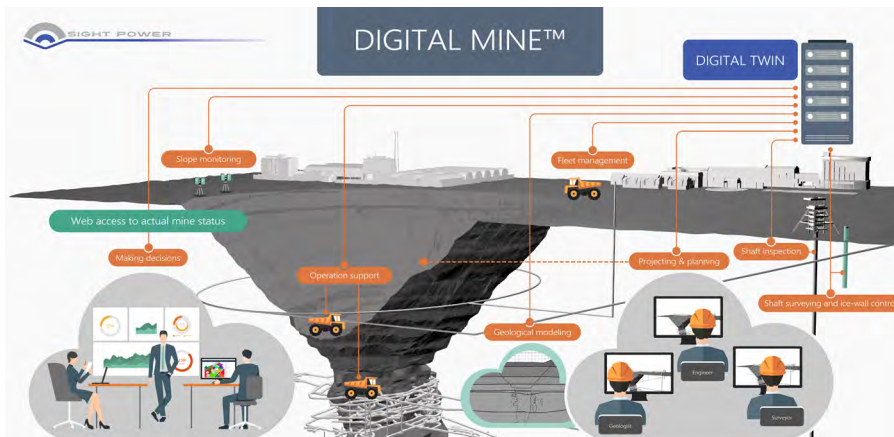 SIGHT POWER
DIGITAL MINE™
DIGITAL TWIN
Slope monitoring
Fleet management
Web access to actual mine status
Making decisions
Operation support
Projecting & planning
Shaft inspection
Geological modeling
Shaft surveying and ice-wall control
Engineer
Geologist
Surveyor